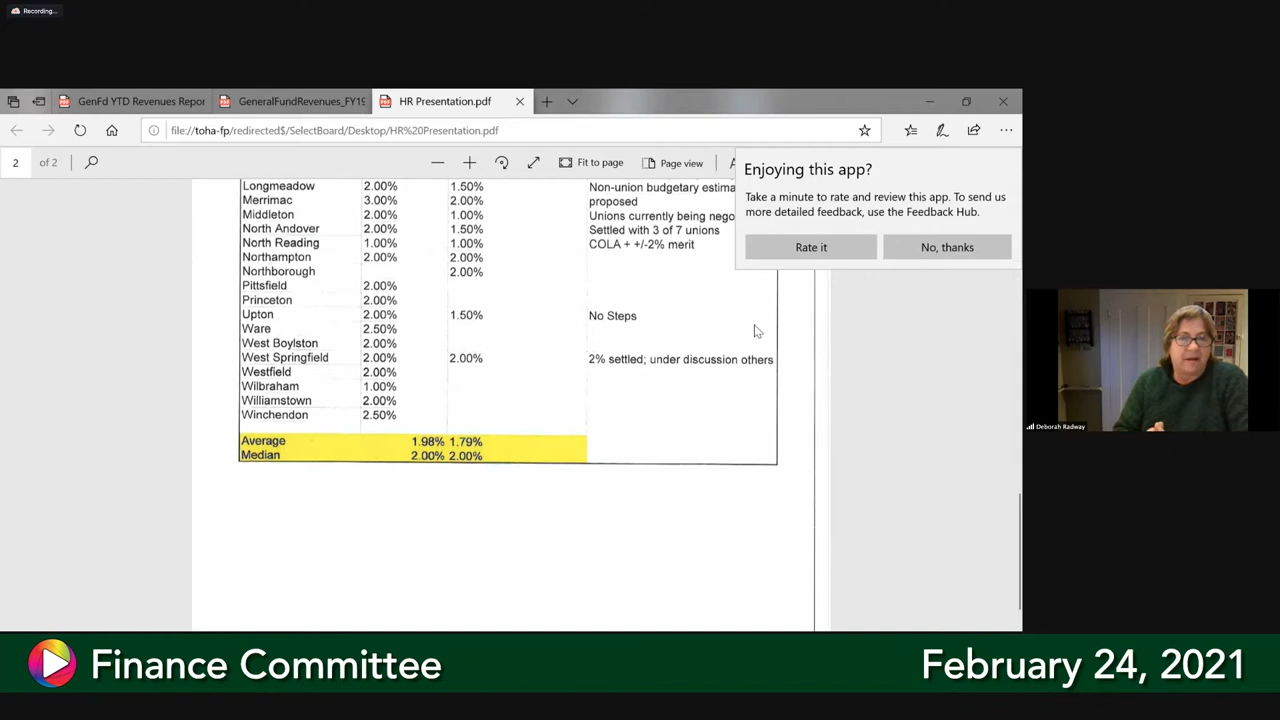 Recording...
GenFd YTD Revenues Repor
GeneralFundRevenues_FY19
HR Presentation.pdf
file://toha-fp/redirected$/SelectBoard/Desktop/HR%20Presentation.pdf
2 of 2
Fit to page
Page view
Enjoying this app?
Take a minute to rate and review this app. To send us
more detailed feedback, use the Feedback Hub.
Rate it
No, thanks
Longmeadow 2.00% 1.50% Non-union budgetary estima
Merrimac 3.00% 2.00% proposed
Middleton 2.00% 1.00% Unions currently being nego
North Andover 2.00% 1.50% Settled with 3 of 7 unions
North Reading 1.00% 1.00% COLA + +/-2% merit
Northampton 2.00% 2.00%
Northborough 2.00%
Pittsfield 2.00%
Princeton 2.00%
Upton 2.00% 1.50% No Steps
Ware 2.50%
West Boylston 2.00%
West Springfield 2.00% 2.00% 2% settled; under discussion others
Westfield 2.00%
Wilbraham 1.00%
Williamstown 2.00%
Winchendon 2.50%
Average 1.98% 1.79%
Median 2.00% 2.00%
Deborah Radway
Finance Committee
February 24, 2021